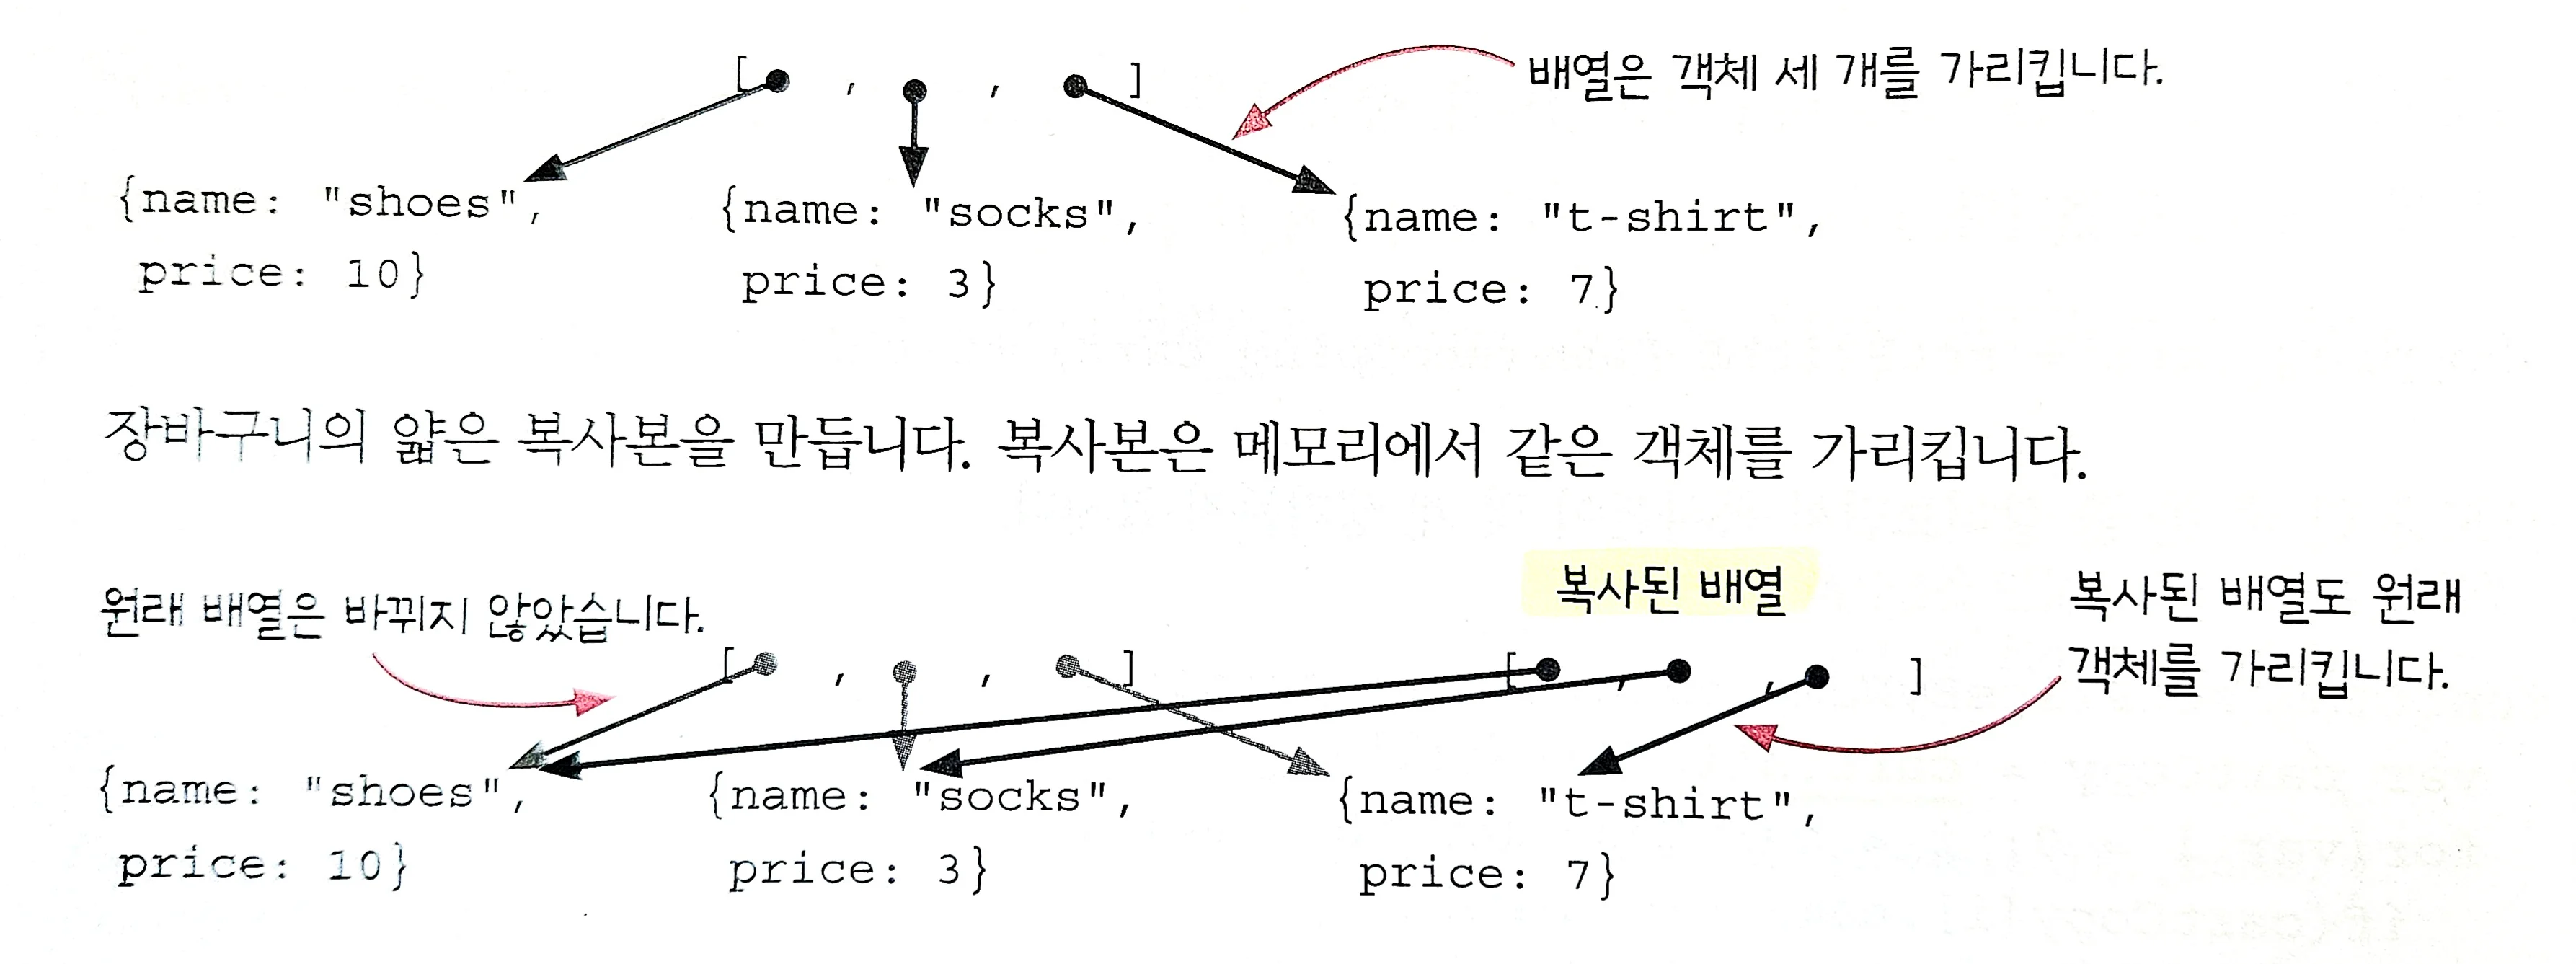 [ , , ]
배열은 객체 세 개를 가리킵니다.
{name: "shoes",
price: 10}
{name: "socks",
price: 3}
{name: "t-shirt",
price: 7}
장바구니의 얇은 복사본을 만듭니다. 복사본은 메모리에서 같은 객체를 가리킵니다.
원래 배열은 바뀌지 않았습니다.
[ , , ]
복사된 배열
[ , , ]
복사된 배열도 원래
객체를 가리킵니다.
{name: "shoes",
price: 10}
{name: "socks",
price: 3}
{name: "t-shirt",
price: 7}